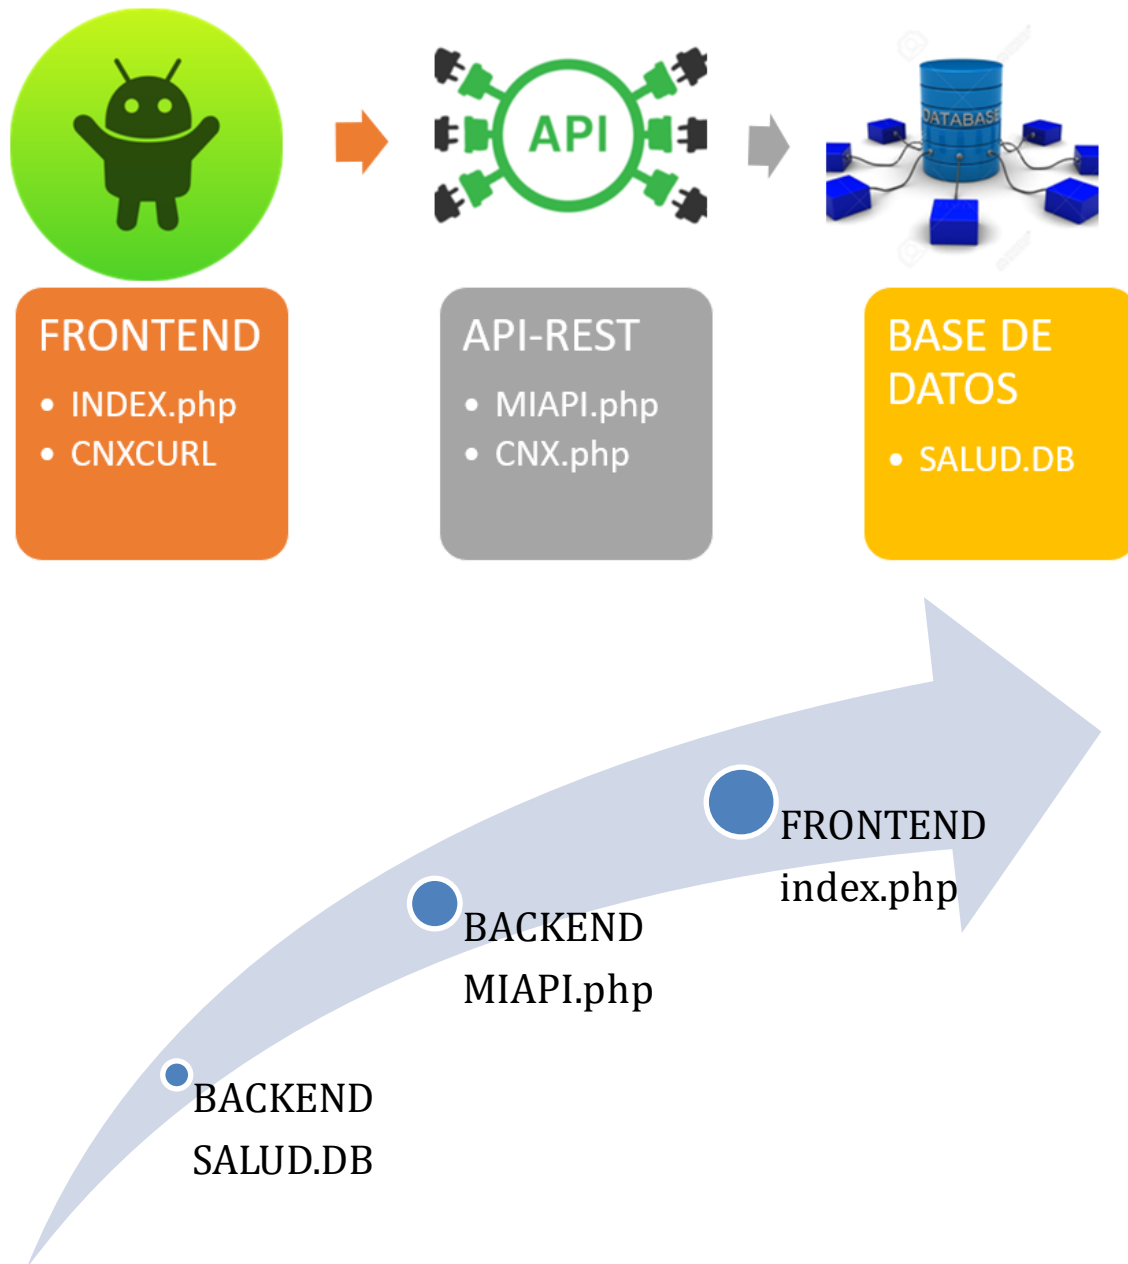 API
DATABASE
FRONTEND
• INDEX.php
• CNXCURL
API-REST
• MIAPI.php
• CNX.php
BASE DE
DATOS
• SALUD.DB
FRONTEND
index.php
BACKEND
MIAPI.php
BACKEND
SALUD.DB